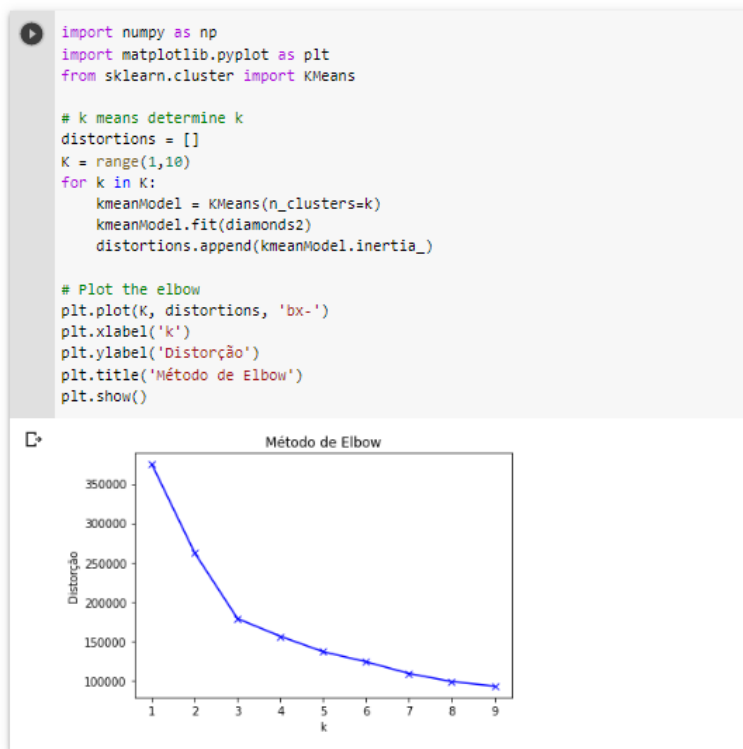 import numpy as np
import matplotlib.pyplot as plt
from sklearn.cluster import KMeans
# k means determine k
distortions = []
K = range(1,10)
for k in K:
kmeanModel = KMeans(n_clusters=k)
kmeanModel.fit(diamonds2)
distortions.append(kmeanModel.inertia_)
# Plot the elbow
plt.plot(K, distortions, 'bx-')
plt.xlabel('k')
plt.ylabel('Distorção')
plt.title('Método de Elbow')
plt.show()
Método de Elbow
Distorção
350000
300000
250000
200000
150000
100000
1 2 3 4 5 6 7 8 9
k